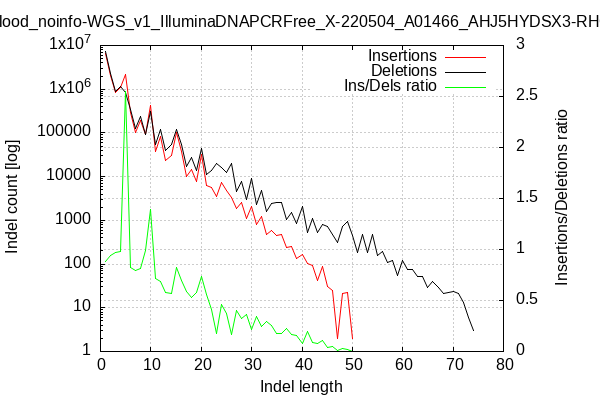 lood_noinfo-WGS_v1_IlluminaDNAPCRFree_X-220504_A01466_AHJ5HYDSX3-RH
Insertions
Deletions
Ins/Dels ratio
1x10^7
1x10^6
100000
10000
1000
100
10
1
3
2.5
2
1.5
1
0.5
0
0 10 20 30 40 50 60 70 80
Indel length
Indel count [log]
Insertions/Deletions ratio